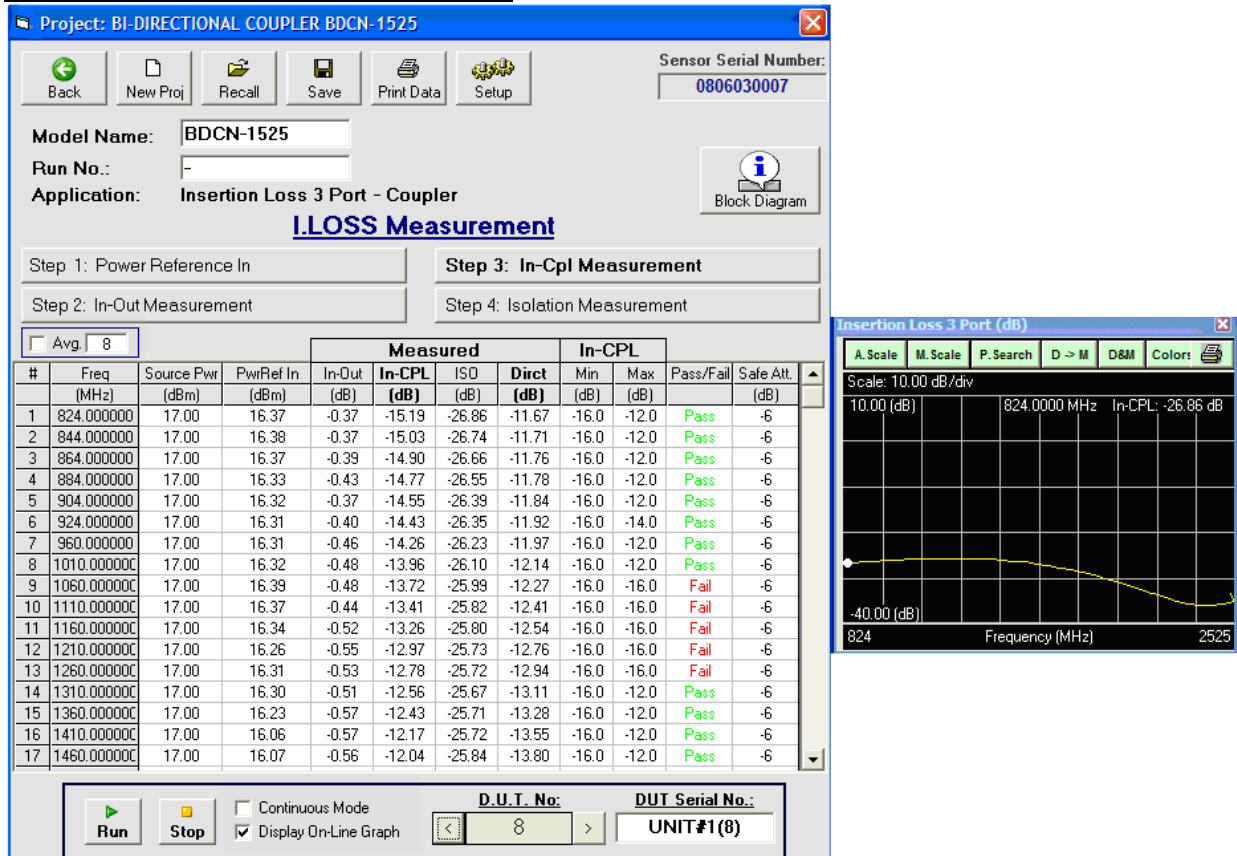 Project: BI-DIRECTIONAL COUPLER BDCN-1525
Back New Proj Recall Save Print Data Setup
Sensor Serial Number:
0806030007
Model Name: BDCN-1525
Run No.: -
Application: Insertion Loss 3 Port - Coupler
Block Diagram
I.LOSS Measurement
Step 1: Power Reference In
Step 3: In-Cpl Measurement
Step 2: In-Out Measurement
Step 4: Isolation Measurement
Avg. 8
Measured In-CPL
# Freq Source Pwr PwrRef In In-Out In-CPL ISO Dirct Min Max Pass/Fail Safe Att.
(MHz) (dBm) (dBm) (dB) (dB) (dB) (dB) (dB) (dB) (dB)
1 824.000000 17.00 16.37 -0.37 -15.19 -26.86 -11.67 -16.0 -12.0 Pass -6
2 844.000000 17.00 16.38 -0.37 -15.03 -26.74 -11.71 -16.0 -12.0 Pass -6
3 864.000000 17.00 16.37 -0.39 -14.90 -26.66 -11.76 -16.0 -12.0 Pass -6
4 884.000000 17.00 16.33 -0.43 -14.77 -26.55 -11.78 -16.0 -12.0 Pass -6
5 904.000000 17.00 16.32 -0.37 -14.55 -26.39 -11.84 -16.0 -12.0 Pass -6
6 924.000000 17.00 16.31 -0.40 -14.43 -26.35 -11.92 -16.0 -14.0 Pass -6
7 960.000000 17.00 16.31 -0.46 -14.26 -26.23 -11.97 -16.0 -12.0 Pass -6
8 1010.000000 17.00 16.32 -0.48 -13.96 -26.10 -12.14 -16.0 -12.0 Pass -6
9 1060.000000 17.00 16.39 -0.48 -13.72 -25.99 -12.27 -16.0 -16.0 Fail -6
10 1110.000000 17.00 16.37 -0.44 -13.41 -25.82 -12.41 -16.0 -16.0 Fail -6
11 1160.000000 17.00 16.34 -0.52 -13.26 -25.80 -12.54 -16.0 -16.0 Fail -6
12 1210.000000 17.00 16.26 -0.55 -12.97 -25.73 -12.76 -16.0 -16.0 Fail -6
13 1260.000000 17.00 16.31 -0.53 -12.78 -25.72 -12.94 -16.0 -16.0 Fail -6
14 1310.000000 17.00 16.30 -0.51 -12.56 -25.67 -13.11 -16.0 -12.0 Pass -6
15 1360.000000 17.00 16.23 -0.57 -12.43 -25.71 -13.28 -16.0 -12.0 Pass -6
16 1410.000000 17.00 16.06 -0.57 -12.17 -25.72 -13.55 -16.0 -12.0 Pass -6
17 1460.000000 17.00 16.07 -0.56 -12.04 -25.84 -13.80 -16.0 -12.0 Pass -6
Run Stop
Continuous Mode
Display On-Line Graph
D.U.T. No:
< 8 >
DUT Serial No.:
UNIT#1(8)
Insertion Loss 3 Port (dB)
A.Scale M.Scale P.Search D -> M D&M Colors
Scale: 10.00 dB/div
10.00 (dB) 824.0000 MHz In-CPL: -26.86 dB
-40.00 (dB)
824 Frequency (MHz) 2525